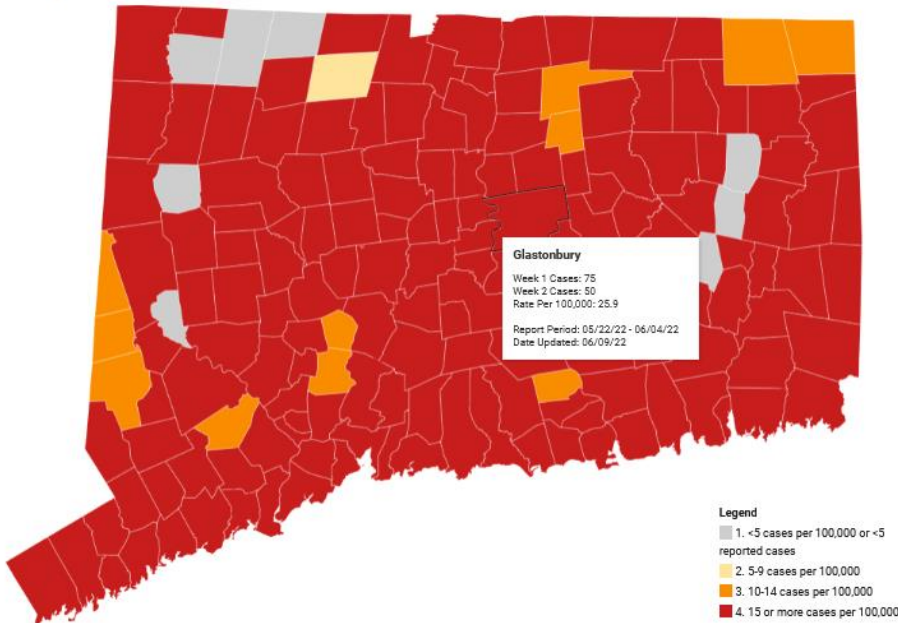 Glastonbury
Week 1 Cases: 75
Week 2 Cases: 50
Rate Per 100,000: 25.9
Report Period: 05/22/22 - 06/04/22
Date Updated: 06/09/22
Legend
1. <5 cases per 100,000 or <5
reported cases
2. 5-9 cases per 100,000
3. 10-14 cases per 100,000
4. 15 or more cases per 100,000